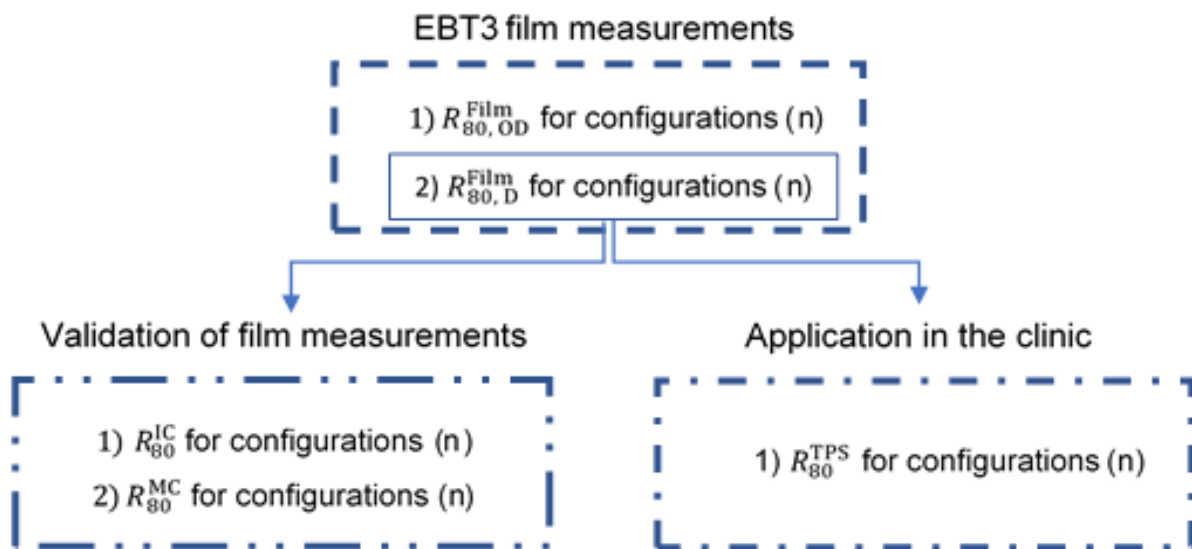 EBT3 film measurements
1) R₈₀, OD^Film for configurations (n)
2) R₈₀, D^Film for configurations (n)
Validation of film measurements
Application in the clinic
1) R₈₀^IC for configurations (n)
2) R₈₀^MC for configurations (n)
1) R₈₀^TPS for configurations (n)